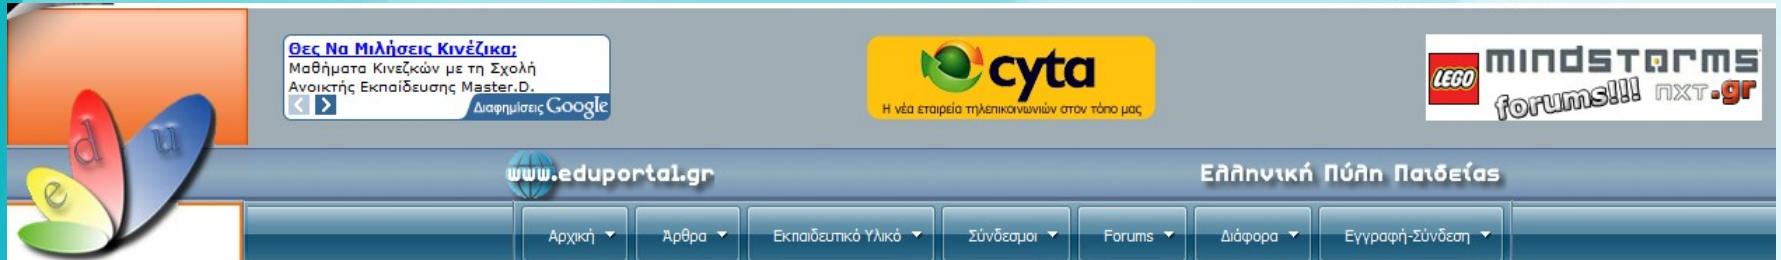 Θες Να Μιλήσεις Κινέζικα;
Μαθήματα Κινεζκών με τη Σχολή
Ανοικτής Εκπαίδευσης Master.D.
Διαφημίσεις Google
cyta
Η νέα εταιρεία τηλεπικοινωνιών στον τόπο μας
LEGO mindstorms
forums!!! nxt.gr
e d u
www.eduportal.gr
Ελληνική Πύλη Παιδείας
Αρχική
Άρθρα
Εκπαιδευτικό Υλικό
Σύνδεσμοι
Forums
Διάφορα
Εγγραφή-Σύνδεση